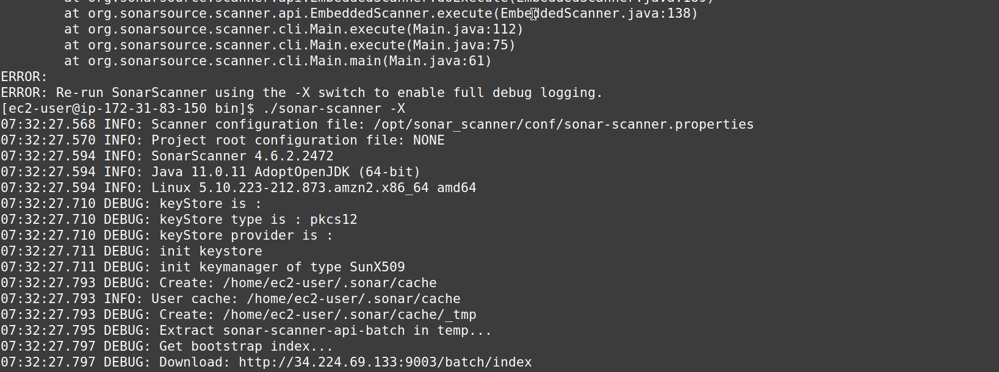 at org.sonarsource.scanner.api.EmbeddedScanner.doExecute(EmbeddedScanner.java:189)
at org.sonarsource.scanner.api.EmbeddedScanner.execute(EmbeddedScanner.java:138)
at org.sonarsource.scanner.cli.Main.execute(Main.java:112)
at org.sonarsource.scanner.cli.Main.execute(Main.java:75)
at org.sonarsource.scanner.cli.Main.main(Main.java:61)
ERROR:
ERROR: Re-run SonarScanner using the -X switch to enable full debug logging.
[ec2-user@ip-172-31-83-150 bin]$ ./sonar-scanner -X
07:32:27.568 INFO: Scanner configuration file: /opt/sonar_scanner/conf/sonar-scanner.properties
07:32:27.570 INFO: Project root configuration file: NONE
07:32:27.594 INFO: SonarScanner 4.6.2.2472
07:32:27.594 INFO: Java 11.0.11 AdoptOpenJDK (64-bit)
07:32:27.594 INFO: Linux 5.10.223-212.873.amzn2.x86_64 amd64
07:32:27.710 DEBUG: keyStore is :
07:32:27.710 DEBUG: keyStore type is : pkcs12
07:32:27.710 DEBUG: keyStore provider is :
07:32:27.711 DEBUG: init keystore
07:32:27.711 DEBUG: init keymanager of type SunX509
07:32:27.793 DEBUG: Create: /home/ec2-user/.sonar/cache
07:32:27.793 INFO: User cache: /home/ec2-user/.sonar/cache
07:32:27.793 DEBUG: Create: /home/ec2-user/.sonar/cache/_tmp
07:32:27.795 DEBUG: Extract sonar-scanner-api-batch in temp...
07:32:27.797 DEBUG: Get bootstrap index...
07:32:27.797 DEBUG: Download: http://34.224.69.133:9003/batch/index